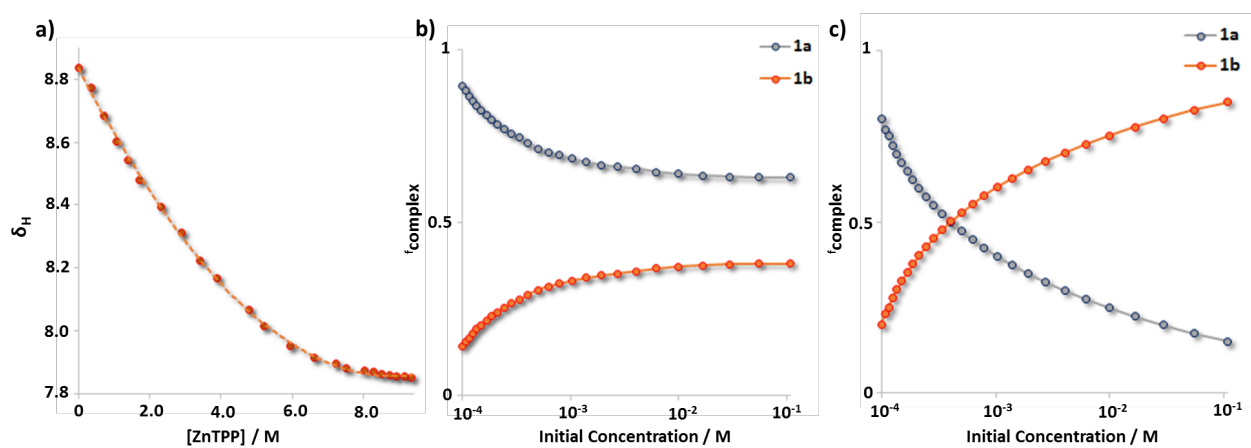 a)
8.8
8.6
8.4
8.2
8.0
7.8
δH
0 2.0 4.0 6.0 8.0
[ZnTPP] / M
b)
1
0.5
0
fcomplex
1a
1b
10-4 10-3 10-2 10-1
Initial Concentration / M
c)
1
0.5
0
fcomplex
1a
1b
10-4 10-3 10-2 10-1
Initial Concentration / M